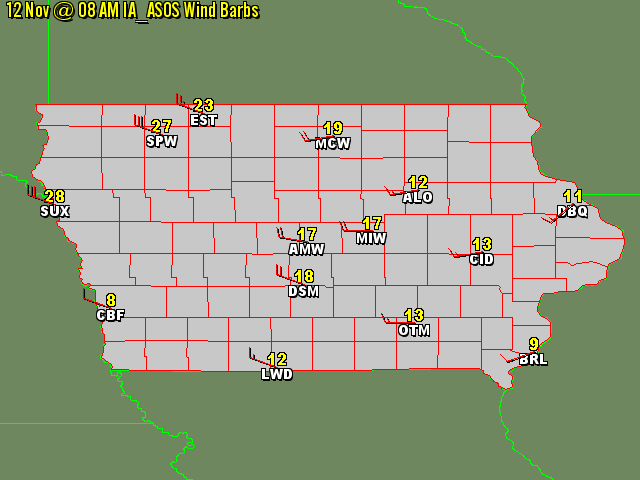 12 Nov @ 08 AM IA_ASOS Wind Barbs
23
EST
27
SPW
19
MCW
12
ALO
11
DBQ
28
SUX
17
AMW
17
MIW
13
CID
18
DSM
8
CBF
13
OTM
9
BRL
12
LWD